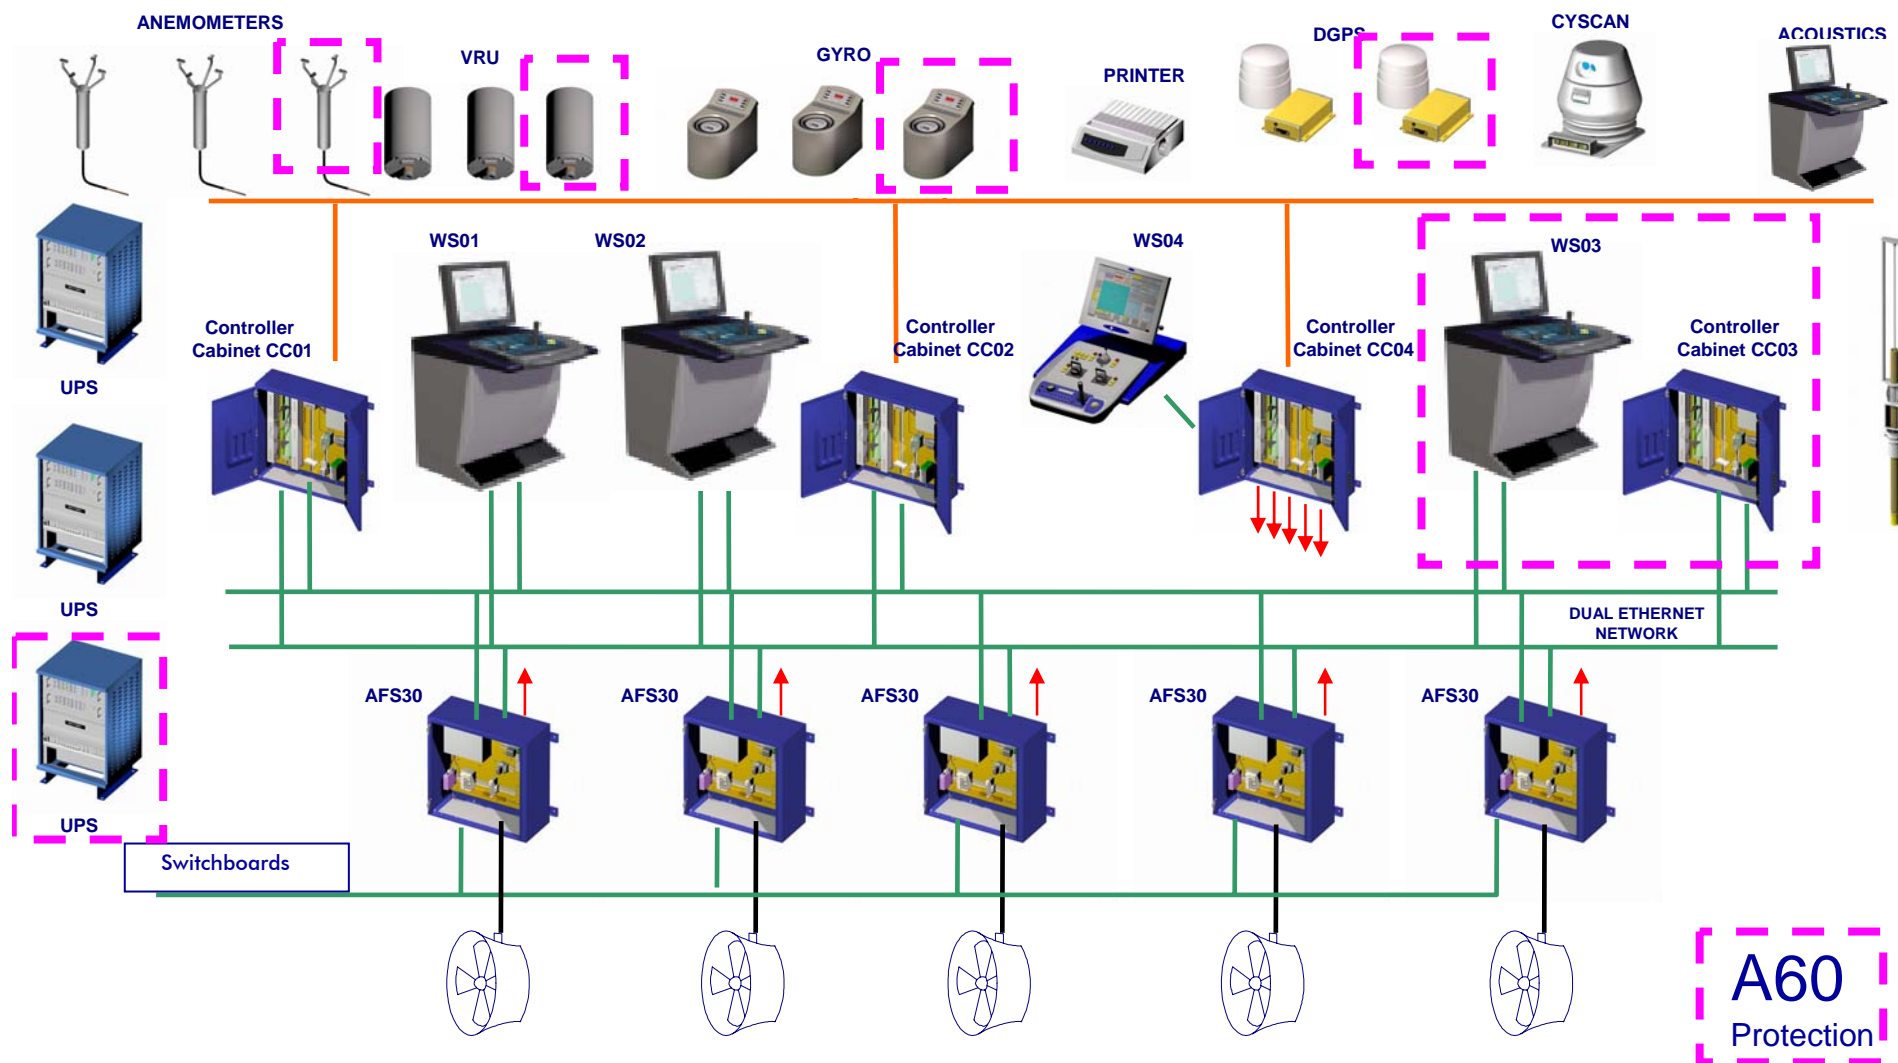 ANEMOMETERS
VRU
GYRO
PRINTER
DGPS
CYSCAN
ACOUSTICS
WS01
WS02
WS04
WS03
Controller
Cabinet CC01
Controller
Cabinet CC02
Controller
Cabinet CC04
Controller
Cabinet CC03
UPS
UPS
DUAL ETHERNET
NETWORK
AFS30
AFS30
AFS30
AFS30
AFS30
UPS
Switchboards
A60
Protection